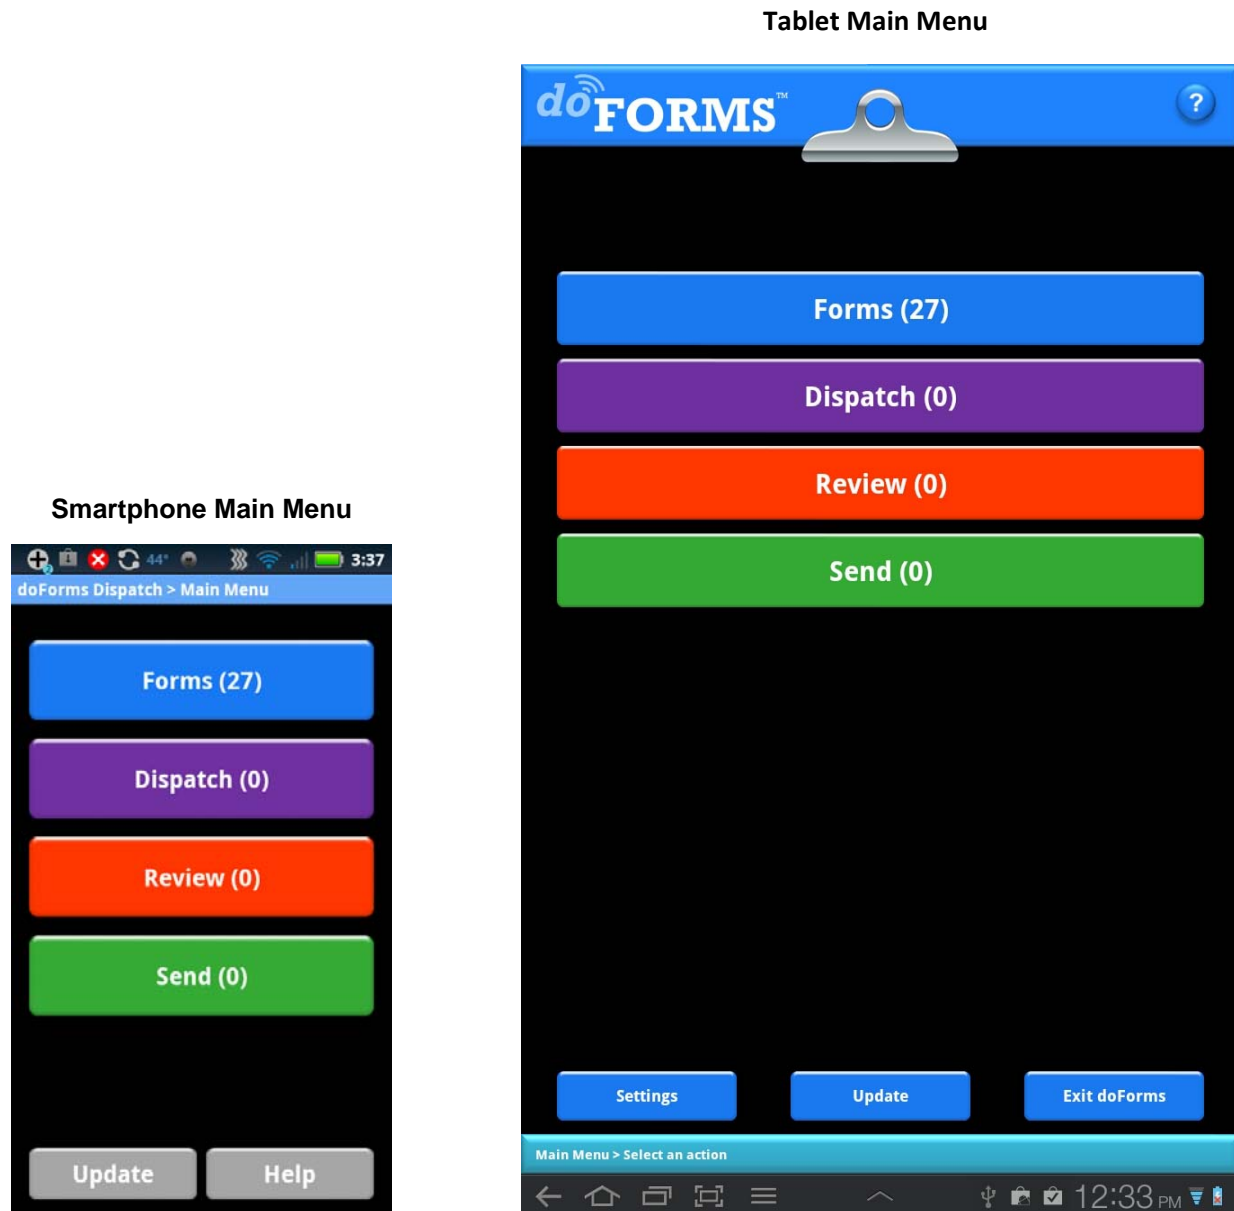 Tablet Main Menu
doFORMS™
?
Forms (27)
Dispatch (0)
Review (0)
Send (0)
Settings
Update
Exit doForms
Main Menu > Select an action
12:33 PM
Smartphone Main Menu
44° 3:37
doForms Dispatch > Main Menu
Forms (27)
Dispatch (0)
Review (0)
Send (0)
Update
Help